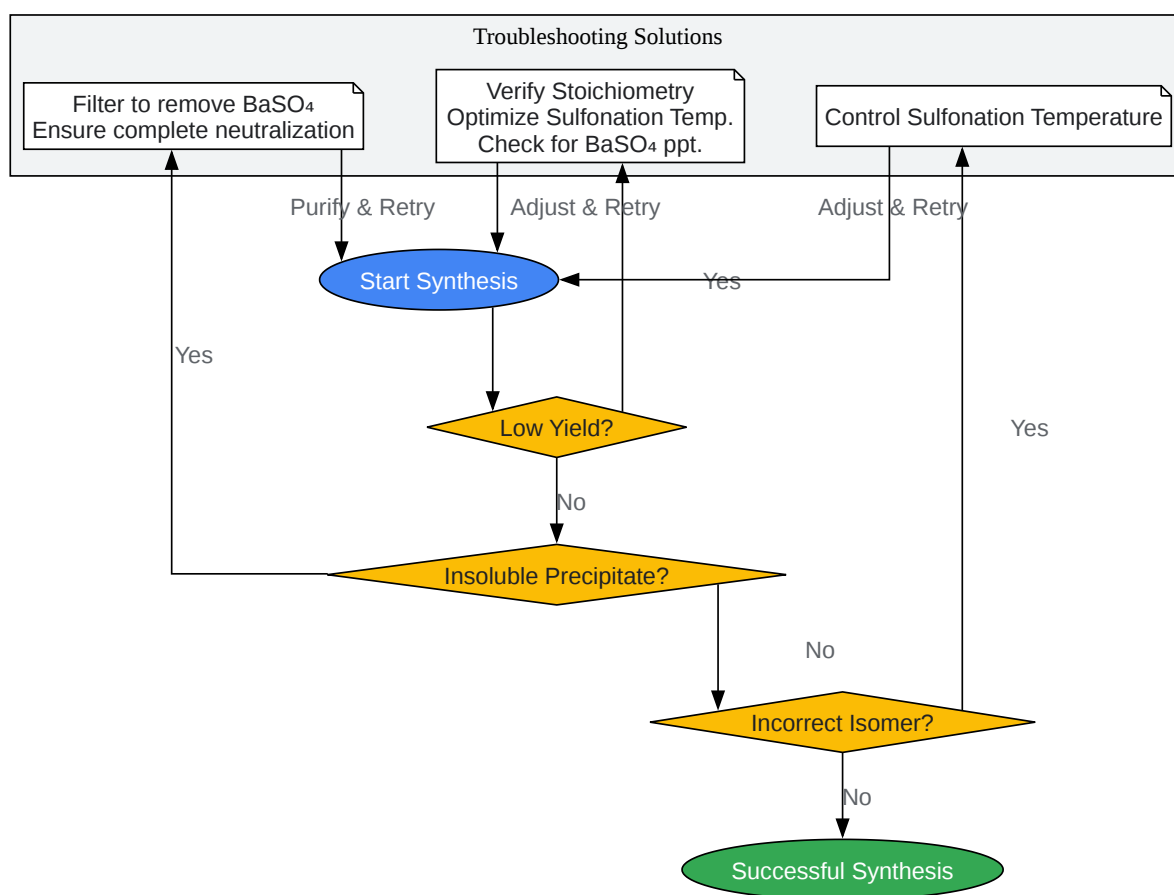 Troubleshooting Solutions
Filter to remove BaSO₄
Ensure complete neutralization
Verify Stoichiometry
Optimize Sulfonation Temp.
Check for BaSO₄ ppt.
Control Sulfonation Temperature
Purify & Retry
Adjust & Retry
Adjust & Retry
Start Synthesis
Yes
Yes
Low Yield?
Yes
No
Insoluble Precipitate?
No
Incorrect Isomer?
No
Successful Synthesis